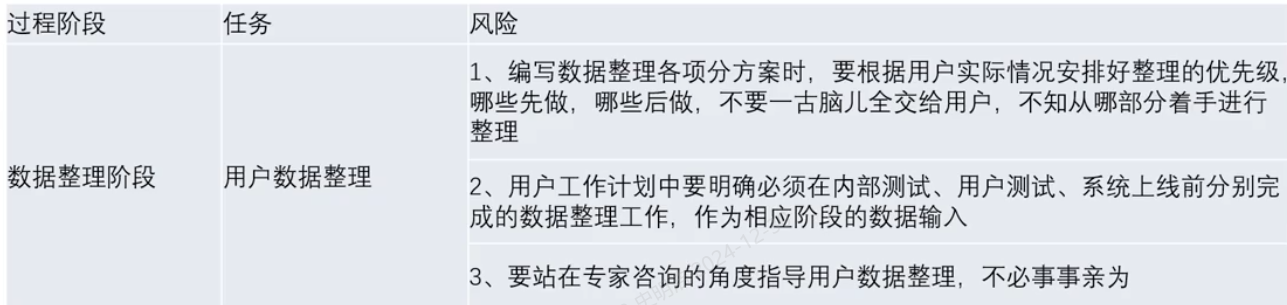 过程阶段 任务 风险
1、编写数据整理各项分方案时，要根据用户实际情况安排好整理的优先级，
哪些先做，哪些后做，不要一古脑儿全交给用户，不知从哪部分着手进行
整理
数据整理阶段 用户数据整理
2、用户工作计划中要明确必须在内部测试、用户测试、系统上线前分别完
成的数据整理工作，作为相应阶段的数据输入
3、要站在专家咨询的角度指导用户数据整理，不必事事亲为